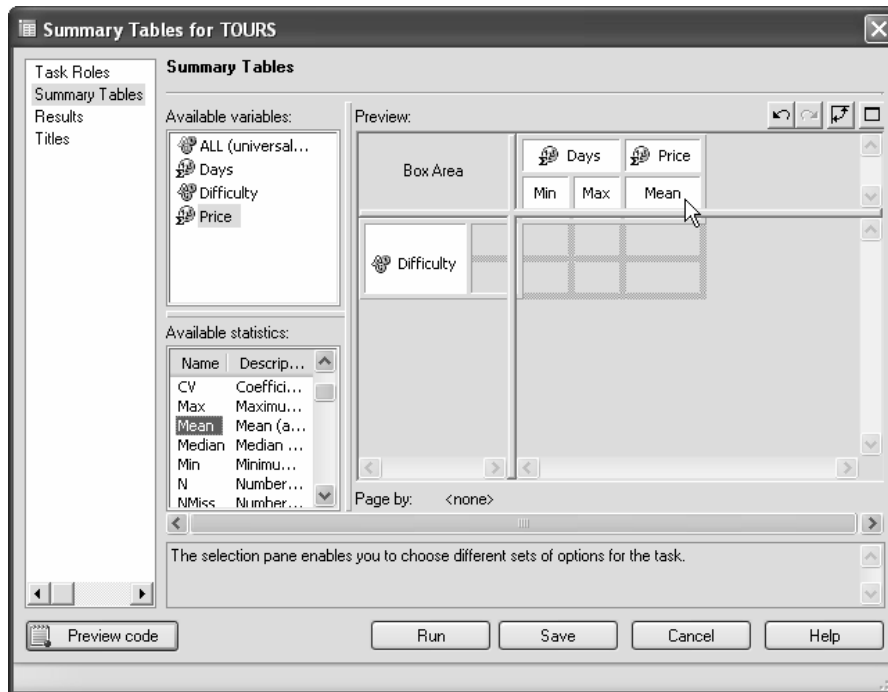 Summary Tables for TOURS
Task Roles
Summary Tables
Results
Titles
Summary Tables
Available variables:
ALL (universal...
Days
Difficulty
Price
Available statistics:
Name Descrip...
CV Coeffici...
Max Maximu...
Mean Mean (a...
Median Median ...
Min Minimu...
N Number...
NMiss Number...
Preview:
Box Area
Days Price
Min Max Mean
Difficulty
Page by: <none>
The selection pane enables you to choose different sets of options for the task.
Preview code Run Save Cancel Help